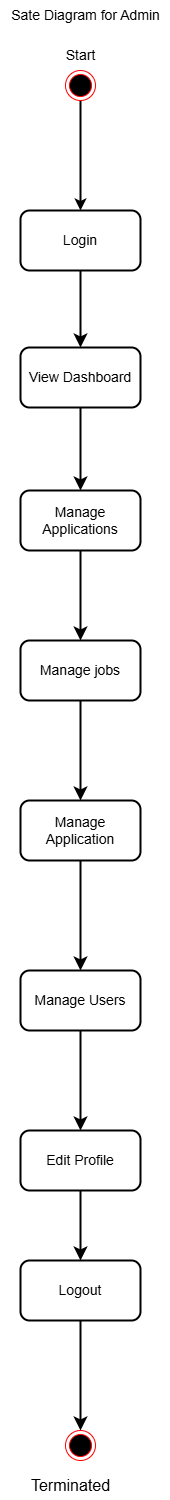 Sate Diagram for Admin
Start
Login
View Dashboard
Manage
Applications
Manage jobs
Manage
Application
Manage Users
Edit Profile
Logout
Terminated